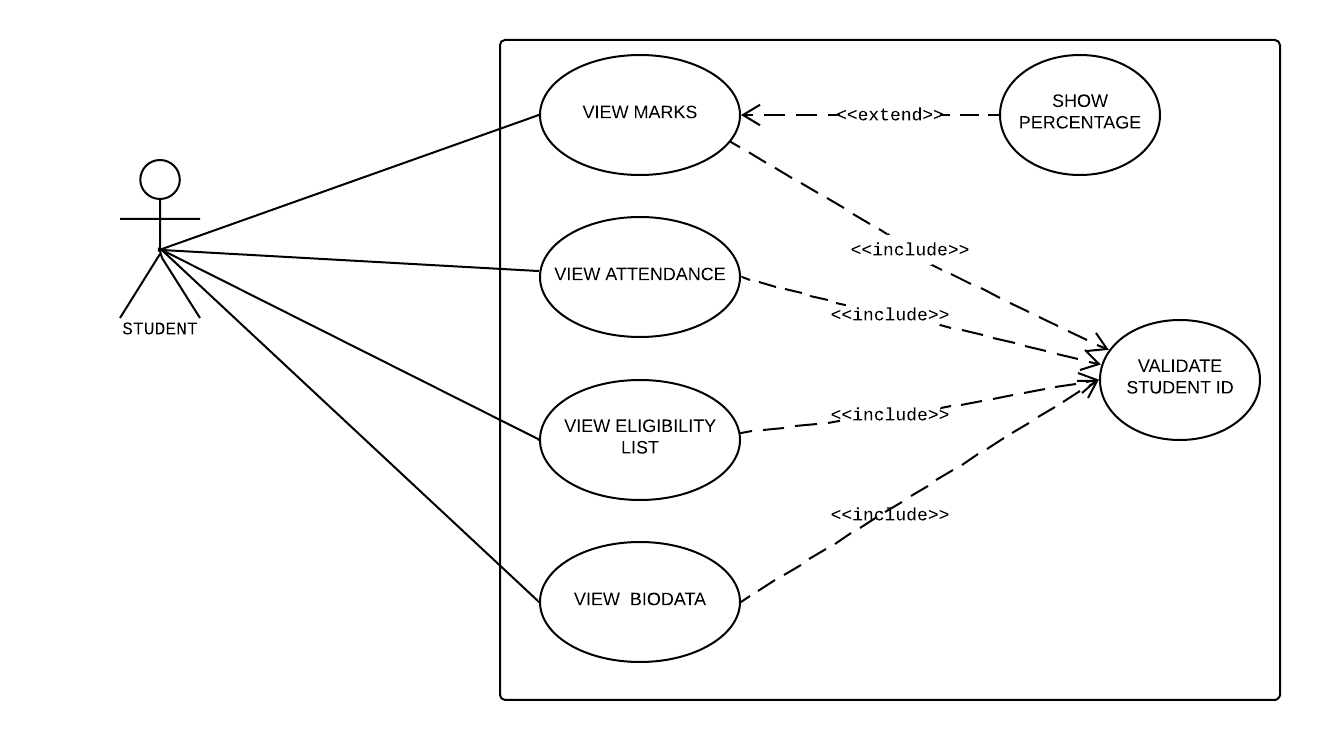 VIEW MARKS
<<extend>>
SHOW
PERCENTAGE
<<include>>
VIEW ATTENDANCE
<<include>>
STUDENT
VALIDATE
STUDENT ID
VIEW ELIGIBILITY
LIST
<<include>>
<<include>>
VIEW  BIODATA